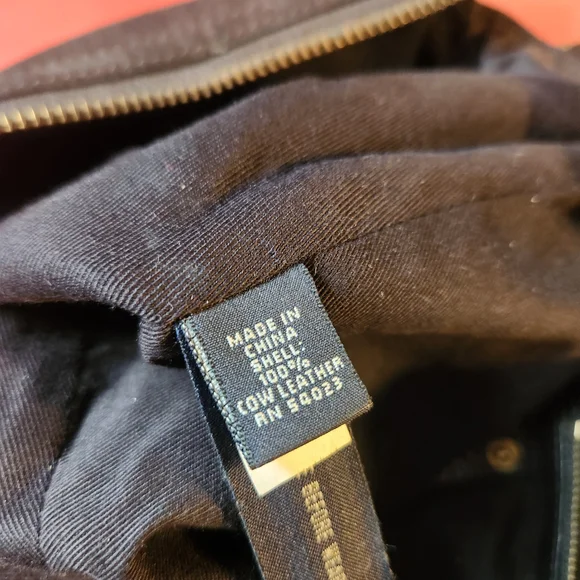 MADE IN
CHINA
SHELL:
100%
COW LEATHER
RN 54023